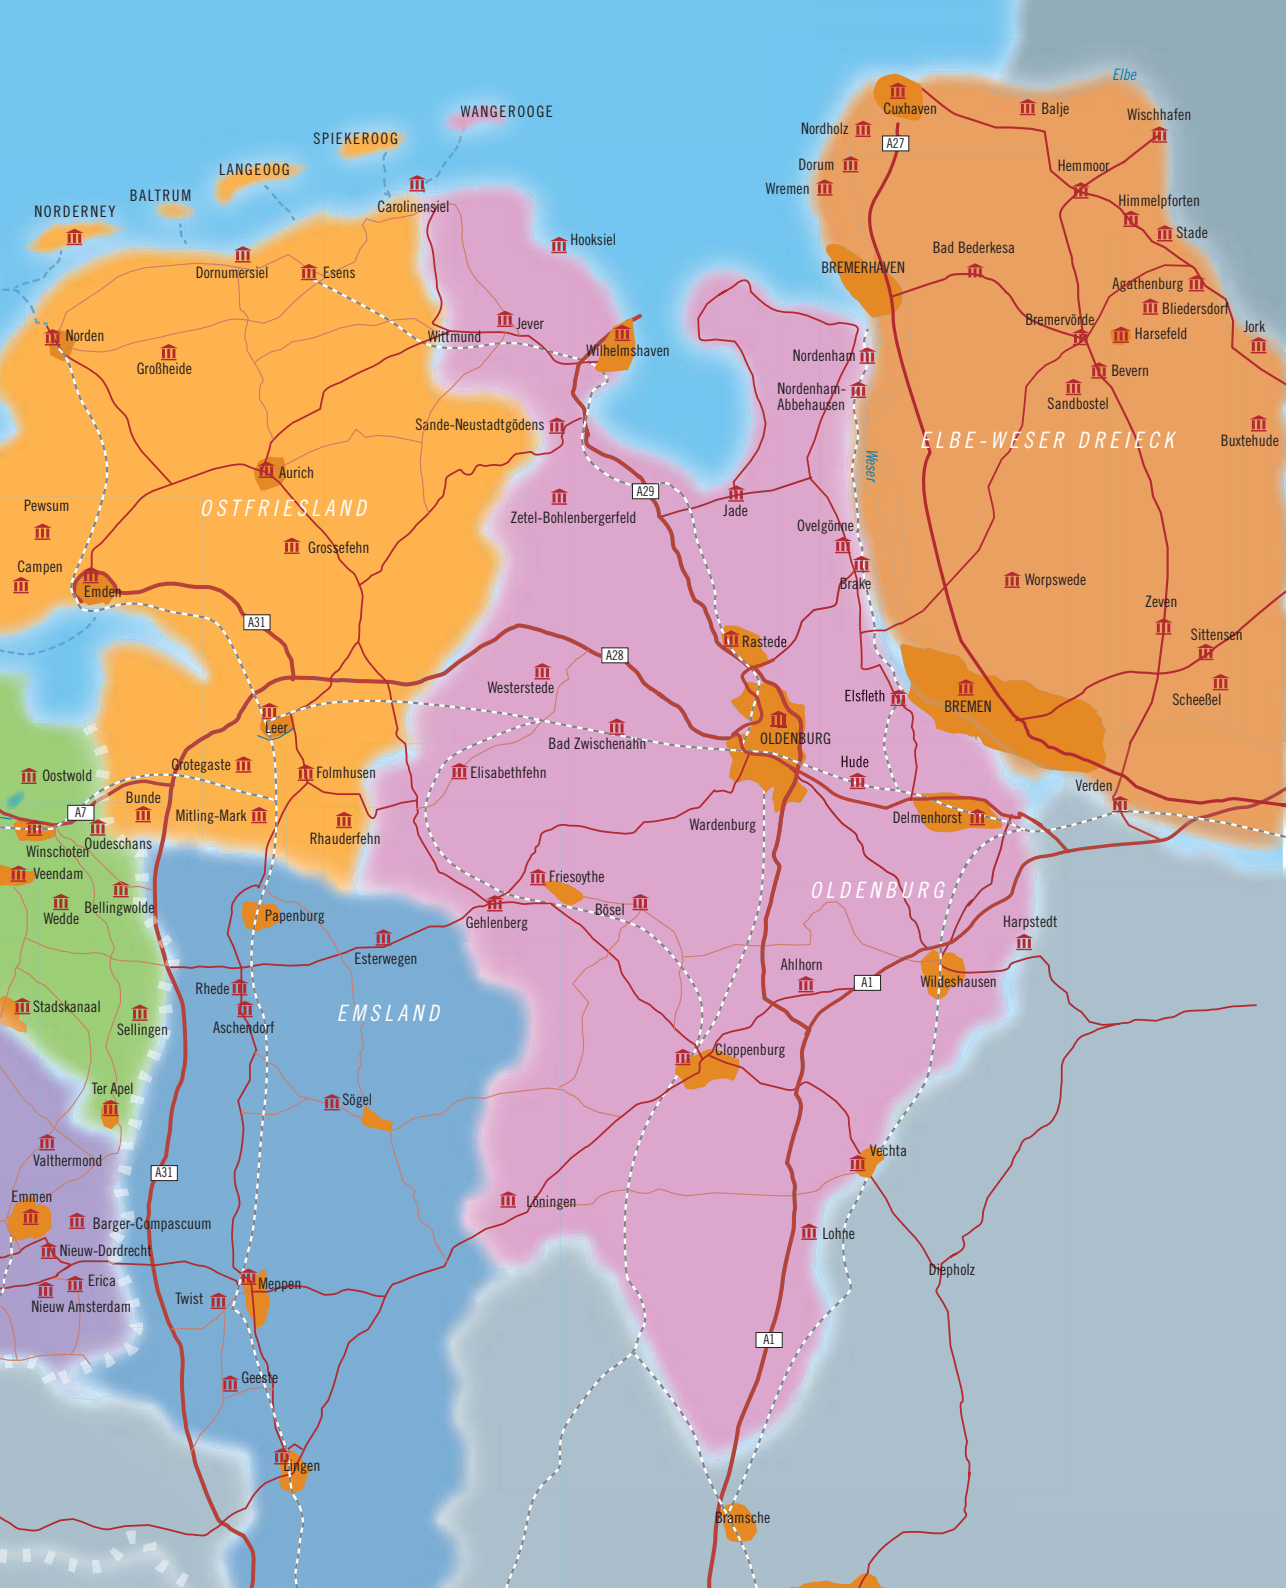 Elbe
Cuxhaven
Balje
Wischhafen
WANGEROOGE
Nordholz
A27
SPIEKEROOG
Dorum
Hemmoor
LANGEOOG
Wremen
BALTRUM
Carolinensiel
Himmelpforten
NORDERNEY
Stade
Hooksiel
Bad Bederkesa
Dornumersiel
Esens
BREMERHAVEN
Agathenburg
Bliedersdorf
Jever
Bremervörde
Jork
Norden
Wittmund
Harsefeld
Wilhelmshaven
Nordenham
Großheide
Bevern
Nordenham-
Abbehausen
Sandbostel
Sande-Neustadtgödens
Buxtehude
ELBE-WESER DREIECK
Weser
Aurich
A29
Pewsum
OSTFRIESLAND
Zetel-Bohlenbergerfeld
Jade
Ovelgönne
Grossefehn
Campen
Brake
Worpswede
Emden
Zeven
A31
Sittensen
Rastede
A28
Westerstede
Elsfleth
BREMEN
Scheeßel
Leer
OLDENBURG
Bad Zwischenahn
Hude
Grotegaste
Folmhusen
Elisabethfehn
Oostwold
Verden
Bunde
A7
Mitling-Mark
Delmenhorst
Wardenburg
Rhauderfehn
Oudeschans
Winschoten
Veendam
Friesoythe
OLDENBURG
Bellingwolde
Wedde
Bösel
Papenburg
Gehlenberg
Harpstedt
Esterwegen
Ahlhorn
A1
Wildeshausen
Rhede
Stadskanaal
EMSLAND
Sellingen
Aschendorf
Cloppenburg
Ter Apel
Sögel
Vechta
Valthermond
A31
Emmen
Löningen
Barger-Compascuum
Lohne
Nieuw-Dordrecht
Diepholz
Erica
Meppen
Nieuw Amsterdam
Twist
A1
Geeste
Lingen
Bramsche